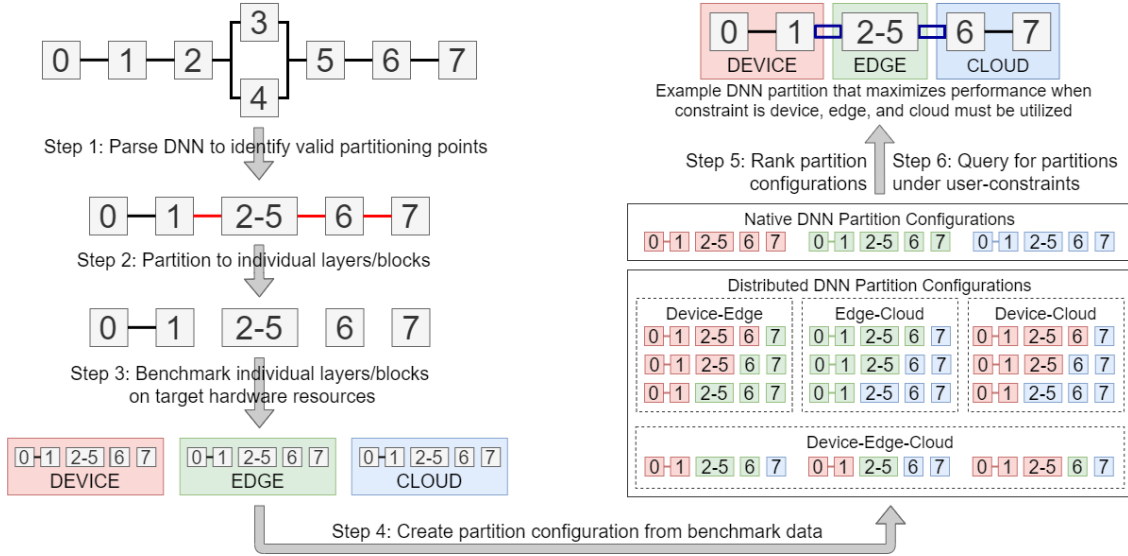 3
0 1 2 5 6 7
4
Step 1: Parse DNN to identify valid partitioning points
0 1 2-5 6 7
Step 2: Partition to individual layers/blocks
0 1 2-5 6 7
Step 3: Benchmark individual layers/blocks
on target hardware resources
0 1 2-5 6 7
DEVICE
0 1 2-5 6 7
EDGE
0 1 2-5 6 7
CLOUD
Step 4: Create partition configuration from benchmark data
0 1 2-5 6 7
DEVICE EDGE CLOUD
Example DNN partition that maximizes performance when
constraint is device, edge, and cloud must be utilized
Step 5: Rank partition
configurations
Step 6: Query for partitions
under user-constraints
Native DNN Partition Configurations
0 1 2-5 6 7 0 1 2-5 6 7 0 1 2-5 6 7
Distributed DNN Partition Configurations
Device-Edge
0 1 2-5 6 7
0 1 2-5 6 7
0 1 2-5 6 7
Edge-Cloud
0 1 2-5 6 7
0 1 2-5 6 7
0 1 2-5 6 7
Device-Cloud
0 1 2-5 6 7
0 1 2-5 6 7
0 1 2-5 6 7
Device-Edge-Cloud
0 1 2-5 6 7 0 1 2-5 6 7 0 1 2-5 6 7